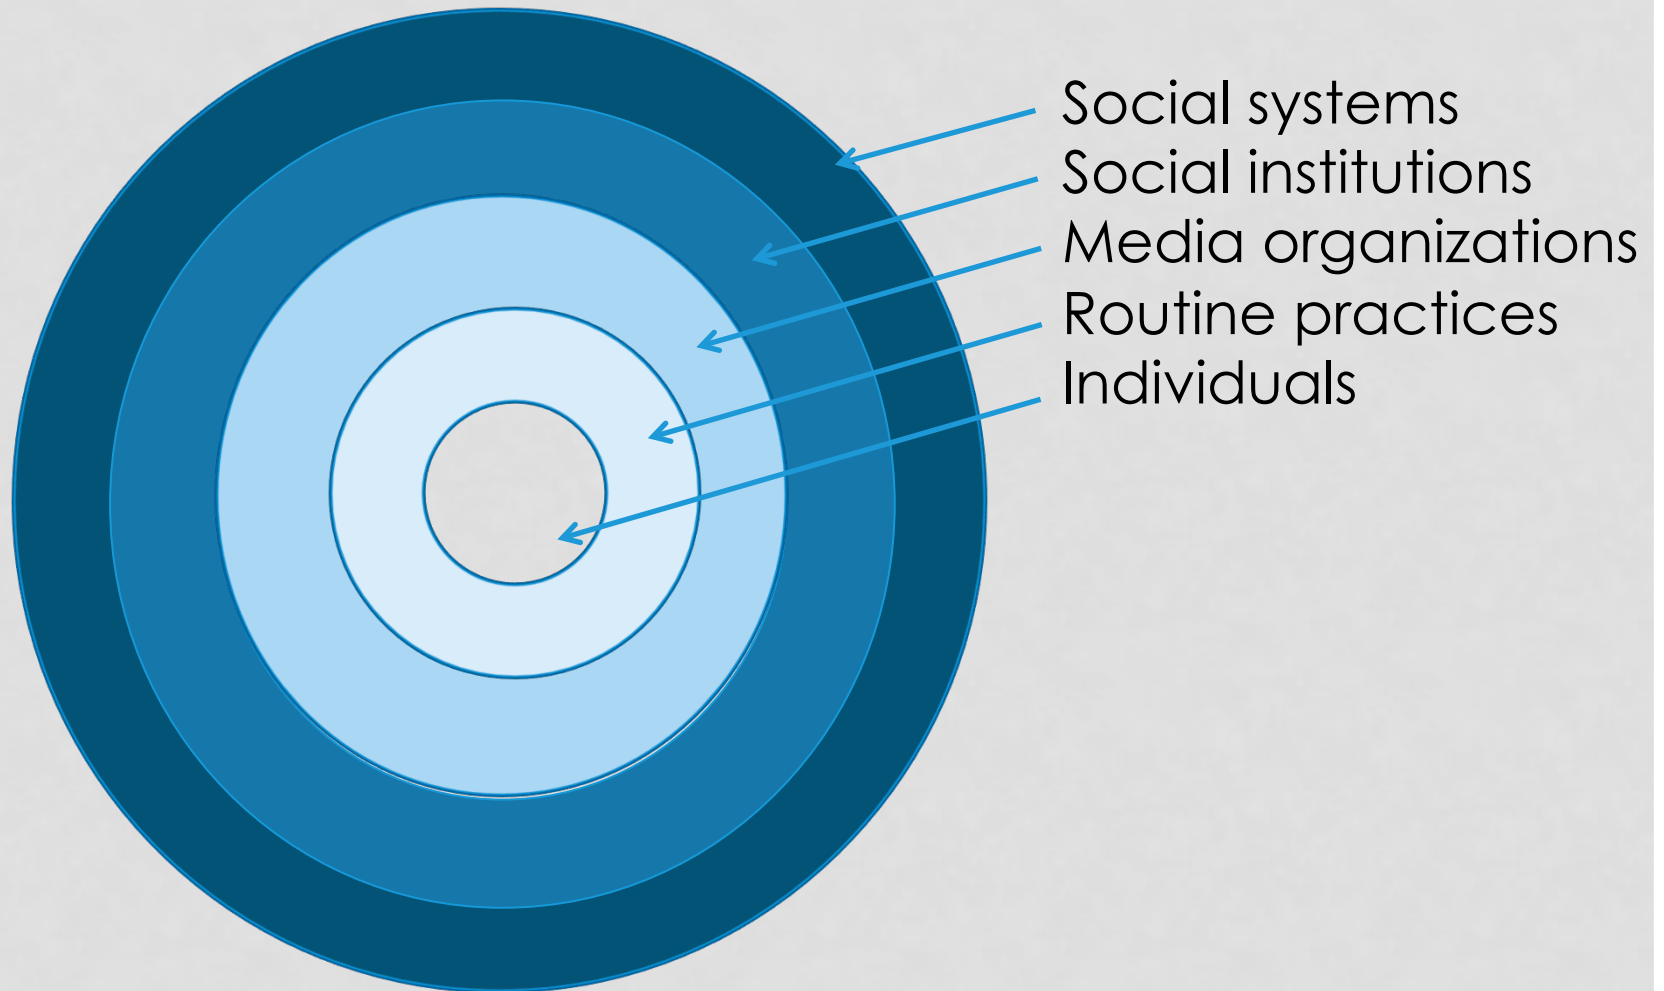 Social systems
Social institutions
Media organizations
Routine practices
Individuals